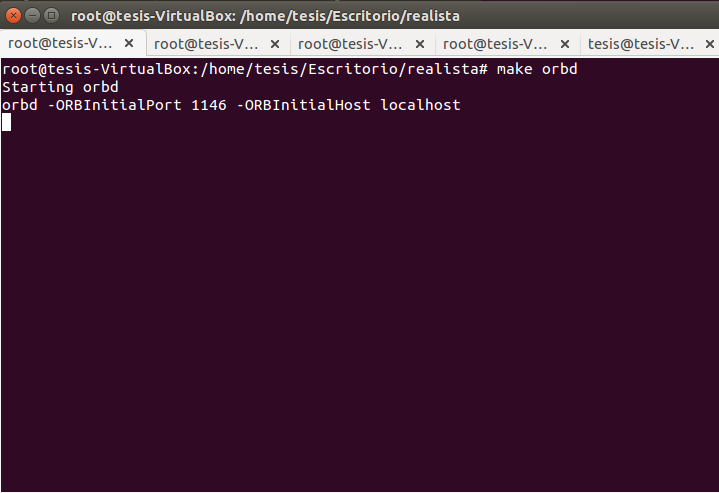 root@tesis-VirtualBox: /home/tesis/Escritorio/realista
root@tesis-V... root@tesis-V... root@tesis-V... root@tesis-V... tesis@tesis-V...
root@tesis-VirtualBox:/home/tesis/Escritorio/realista# make orbd
Starting orbd
orbd -ORBInitialPort 1146 -ORBInitialHost localhost